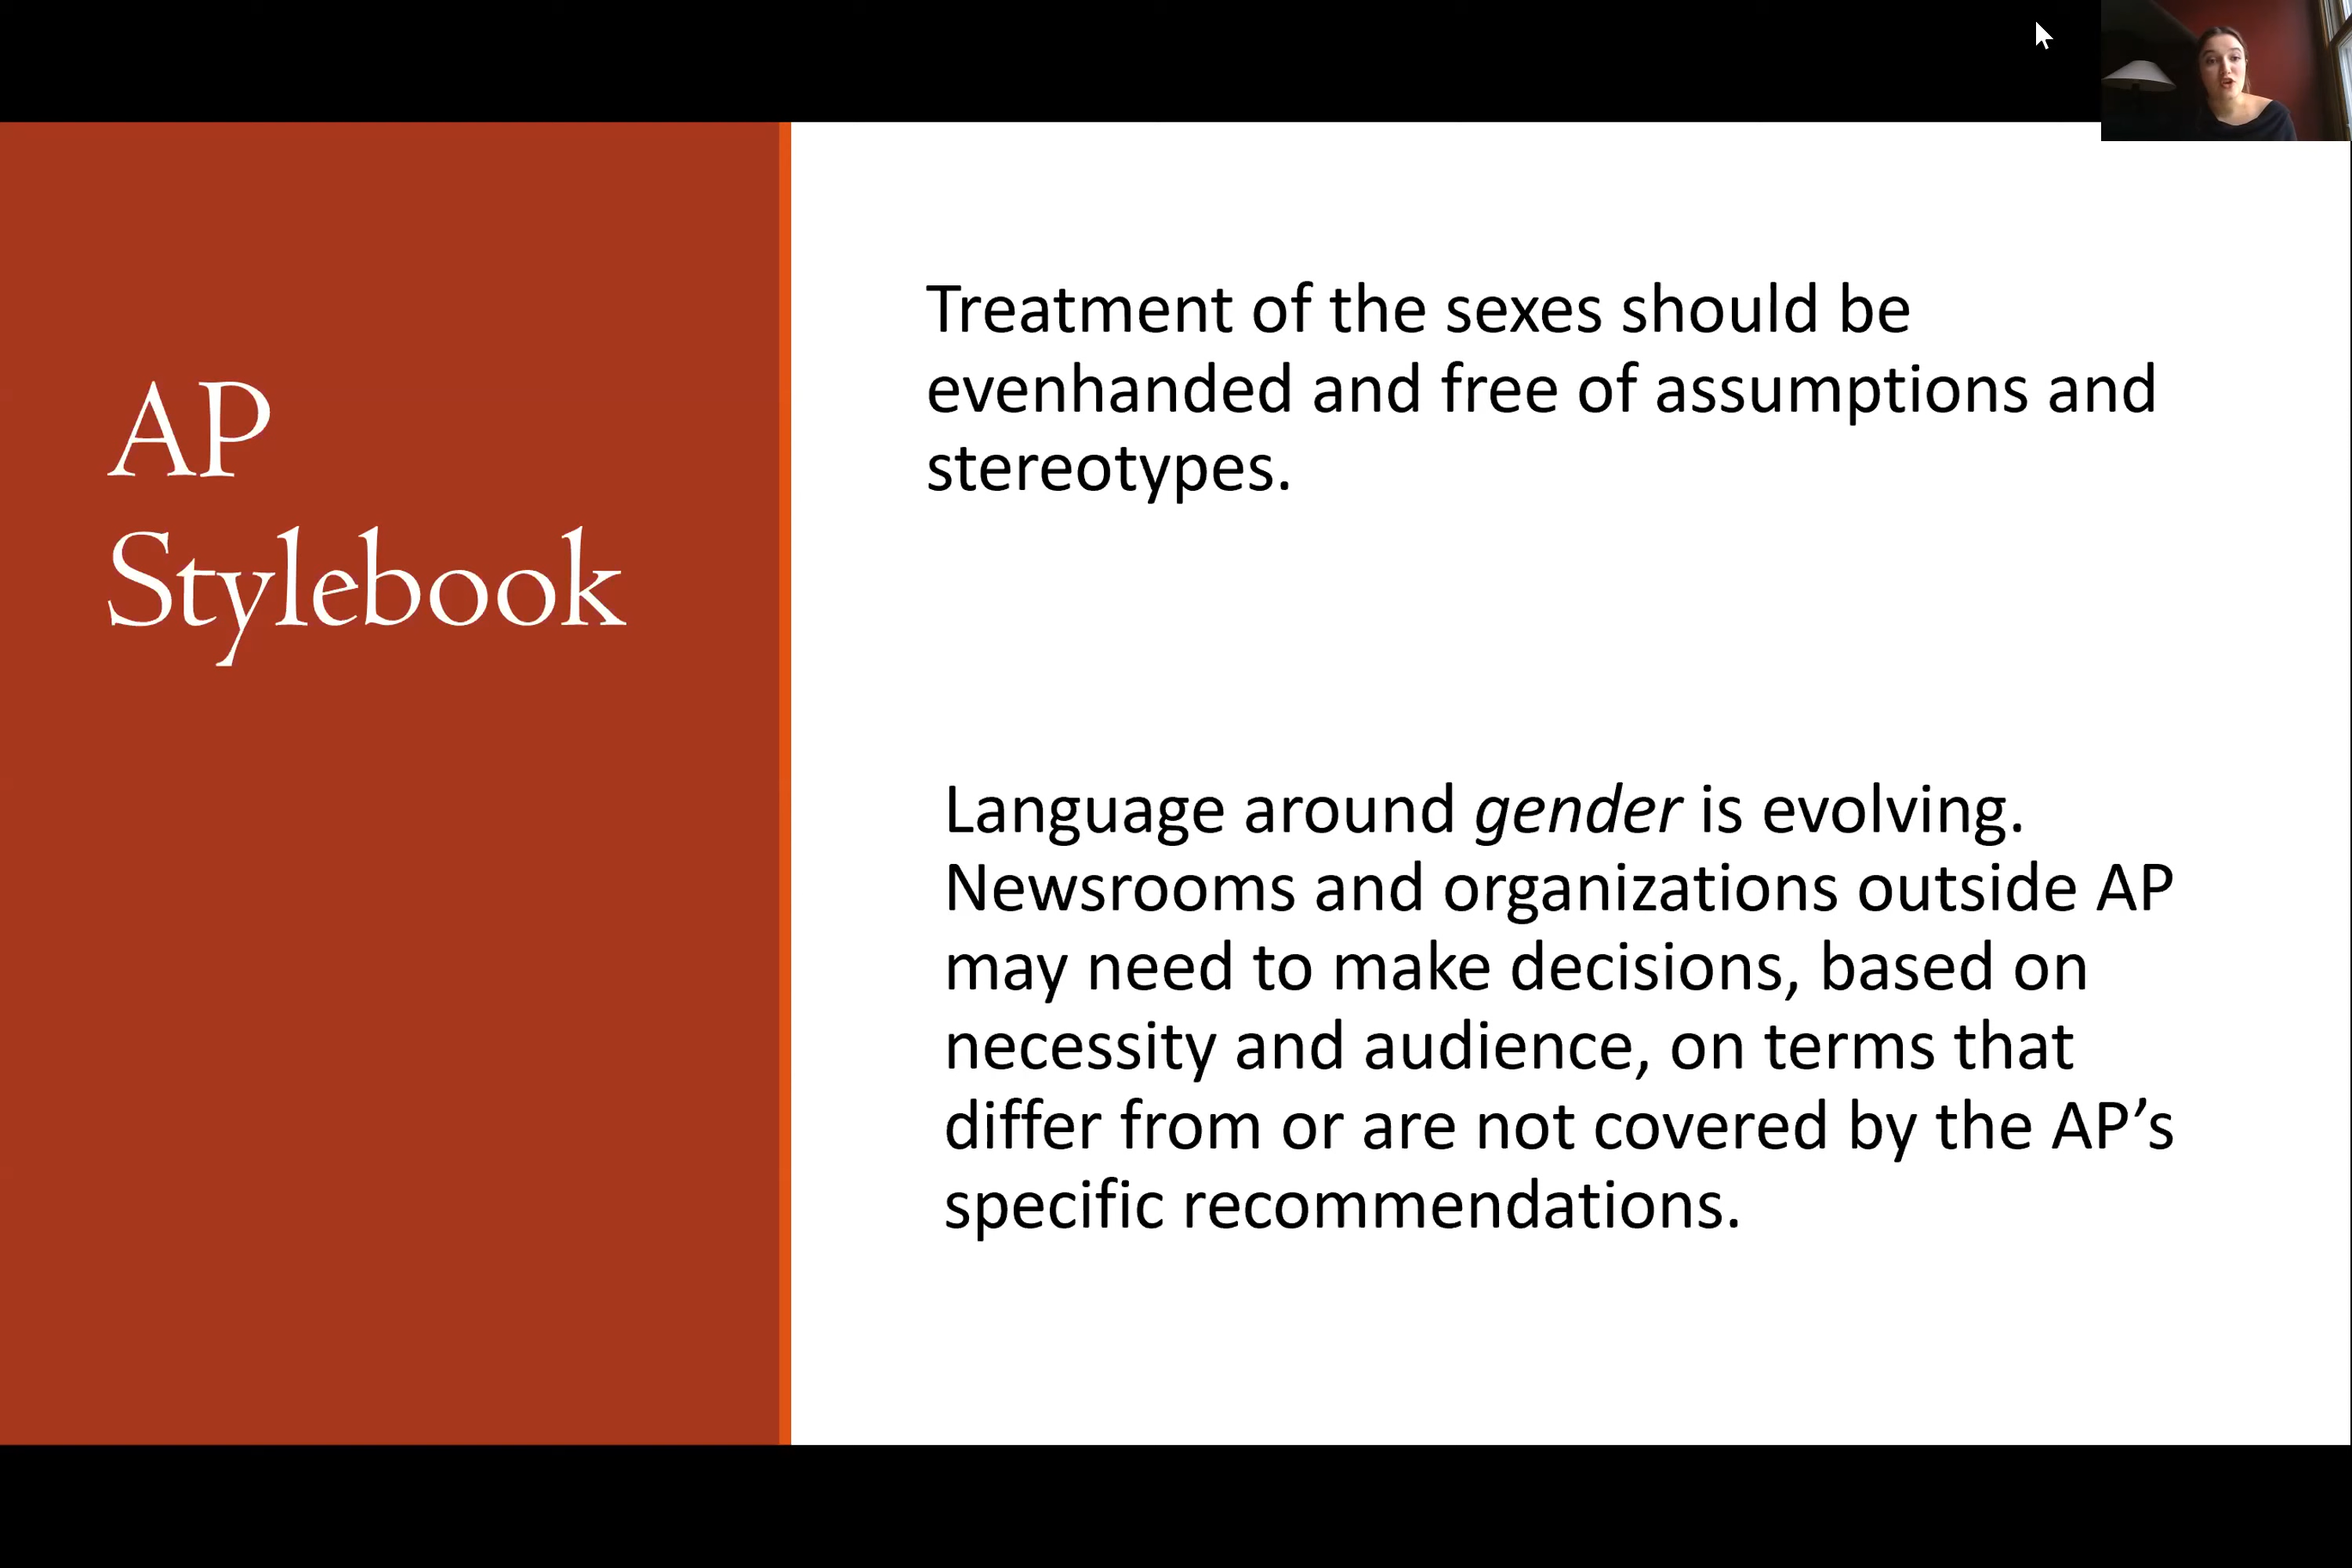 AP
Stylebook
Treatment of the sexes should be
evenhanded and free of assumptions and
stereotypes.
Language around gender is evolving.
Newsrooms and organizations outside AP
may need to make decisions, based on
necessity and audience, on terms that
differ from or are not covered by the AP’s
specific recommendations.